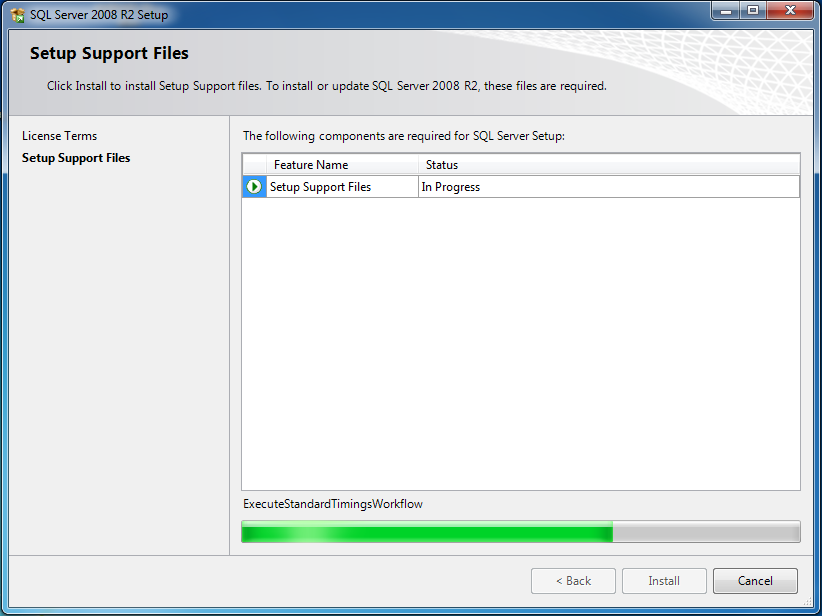 SQL Server 2008 R2 Setup
Setup Support Files
Click Install to install Setup Support files. To install or update SQL Server 2008 R2, these files are required.
License Terms
Setup Support Files
The following components are required for SQL Server Setup:
Feature Name Status
Setup Support Files In Progress
ExecuteStandardTimingsWorkflow
< Back Install Cancel